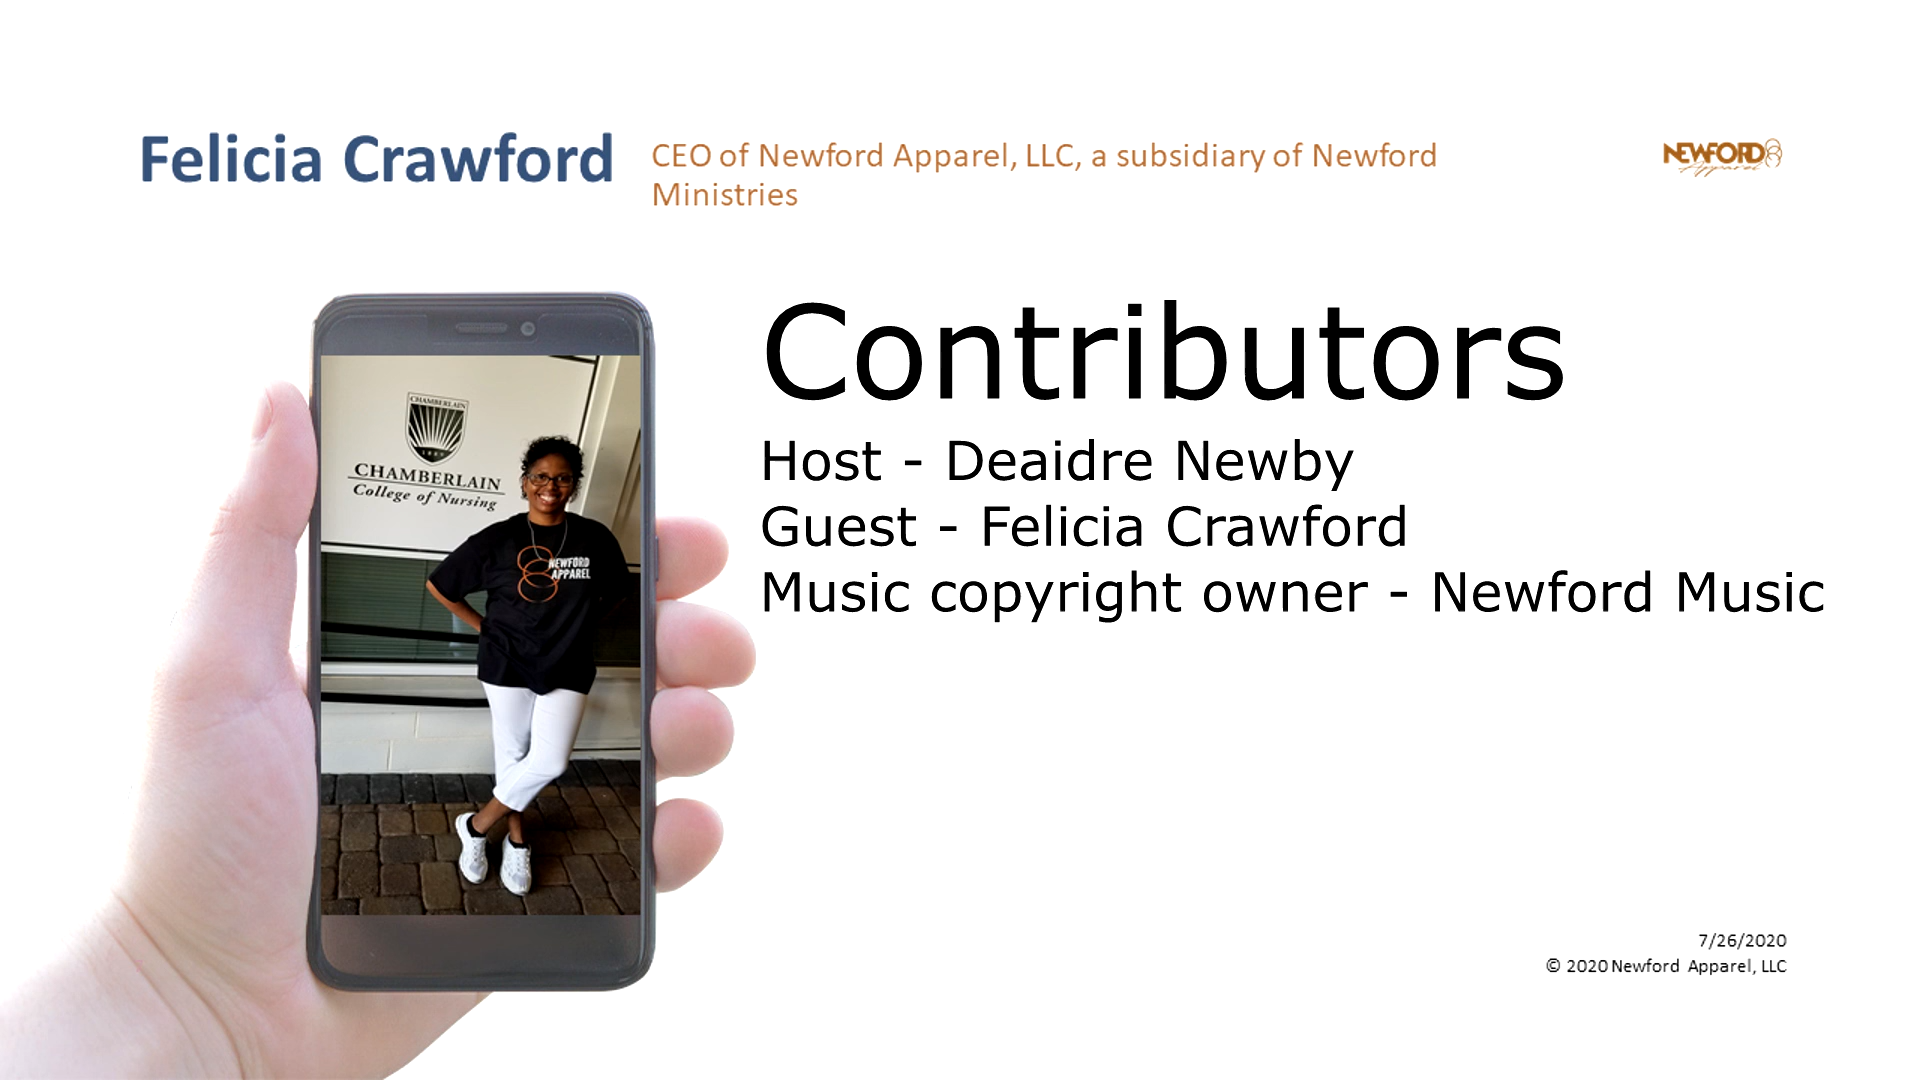 Felicia Crawford
CEO of Newford Apparel, LLC, a subsidiary of Newford
Ministries
NEWFORD
Apparel
Contributors
Host - Deaidre Newby
Guest - Felicia Crawford
Music copyright owner - Newford Music
CHAMBERLAIN
CHAMBERLAIN
College of Nursing
NEWFORD
APPAREL
7/26/2020
© 2020 Newford Apparel, LLC